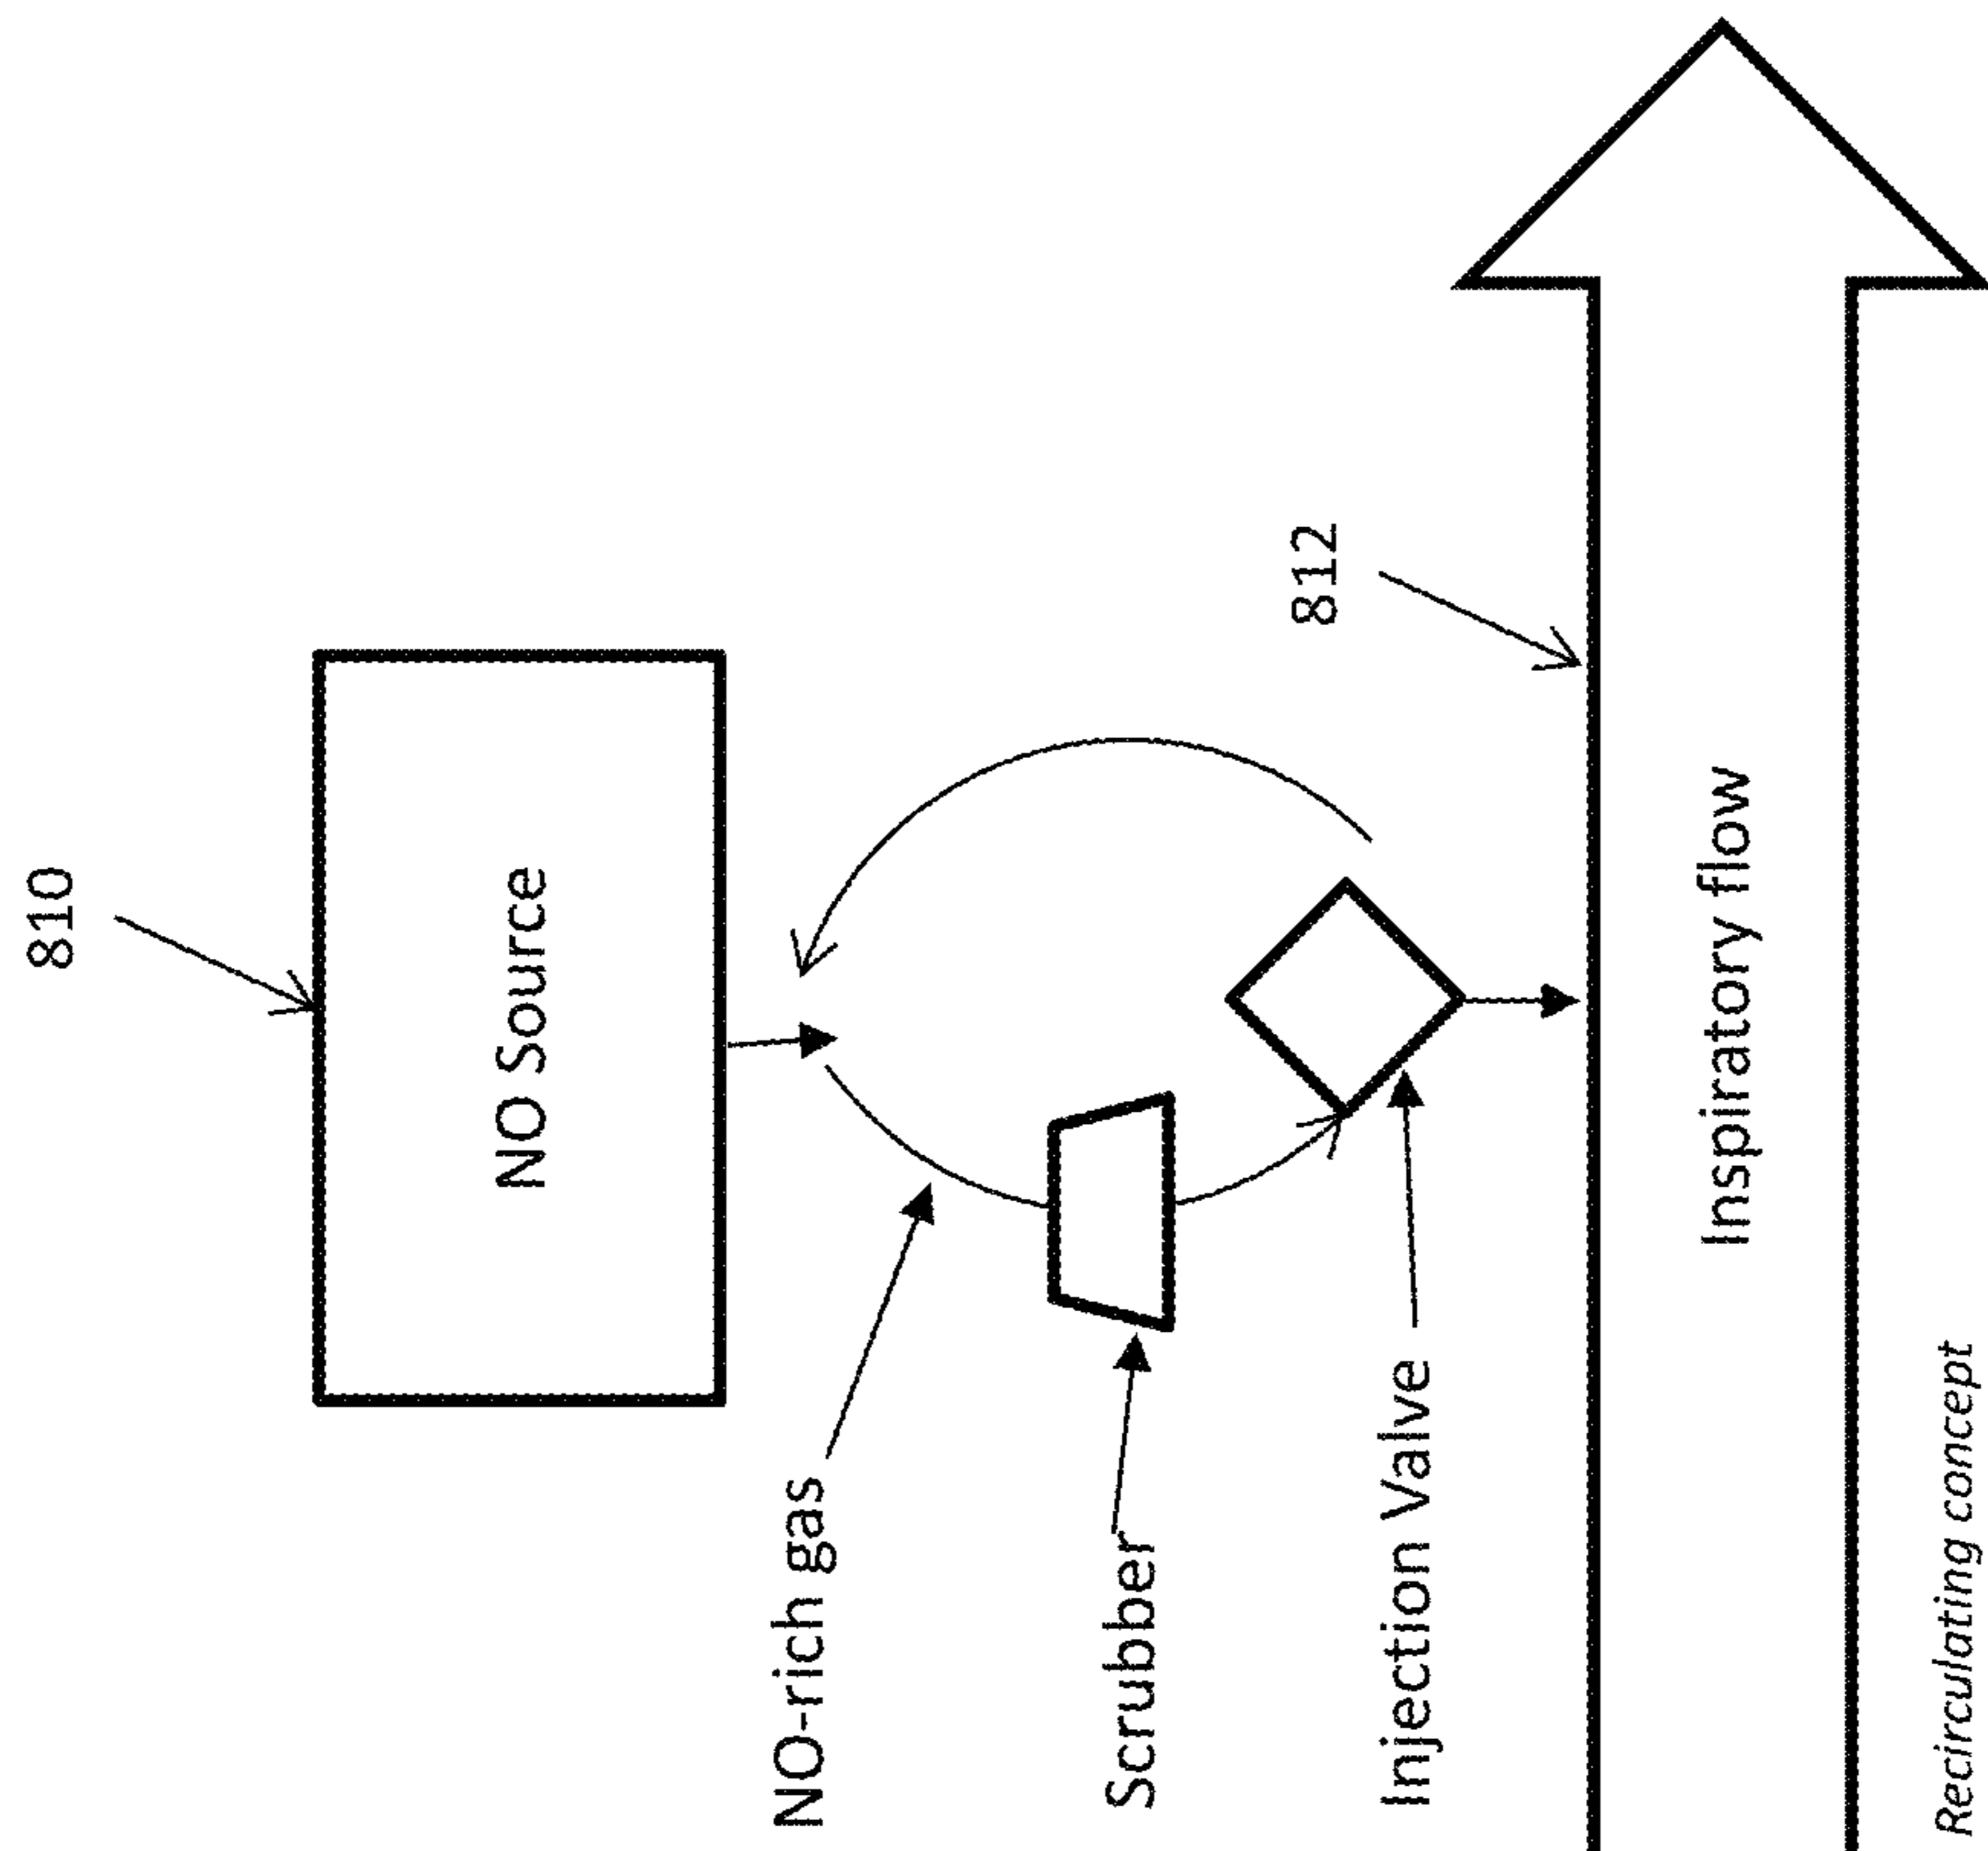 810
NO Source
NO-rich gas
Scrubber
Injection Valve
812
Inspiratory flow
Recirculating concept